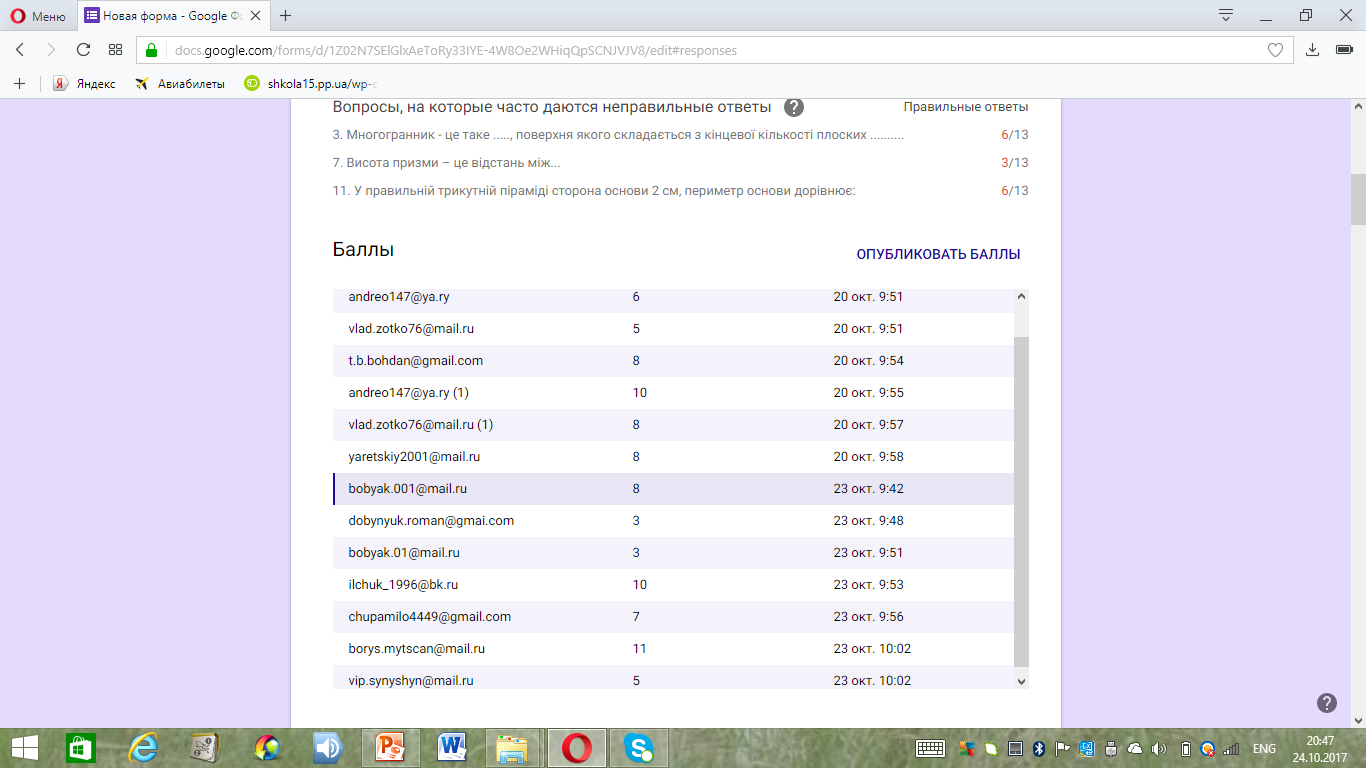 Меню
Новая форма - Google Фо
docs.google.com/forms/d/1Z02N7SElGlxAeToRy33IYE-4W8Oe2WHiqQpSCNJVJV8/edit#responses
Яндекс Авиабилеты shkola15.pp.ua/wp-c
Вопросы, на которые часто даются неправильные ответы ? Правильные ответы
3. Многогранник - це таке ....., поверхня якого складається з кінцевої кількості плоских .......... 6/13
7. Висота призми – це відстань між... 3/13
11. У правильній трикутній піраміді сторона основи 2 см, периметр основи дорівнює: 6/13
Баллы ОПУБЛИКОВАТЬ БАЛЛЫ
andreo147@ya.ry 6 20 окт. 9:51
vlad.zotko76@mail.ru 5 20 окт. 9:51
t.b.bohdan@gmail.com 8 20 окт. 9:54
andreo147@ya.ry (1) 10 20 окт. 9:55
vlad.zotko76@mail.ru (1) 8 20 окт. 9:57
yaretskiy2001@mail.ru 8 20 окт. 9:58
bobyak.001@mail.ru 8 23 окт. 9:42
dobynyuk.roman@gmai.com 3 23 окт. 9:48
bobyak.01@mail.ru 3 23 окт. 9:51
ilchuk_1996@bk.ru 10 23 окт. 9:53
chupamilo4449@gmail.com 7 23 окт. 9:56
borys.mytscan@mail.ru 11 23 окт. 10:02
vip.synyshyn@mail.ru 5 23 окт. 10:02
ENG
20:47
24.10.2017